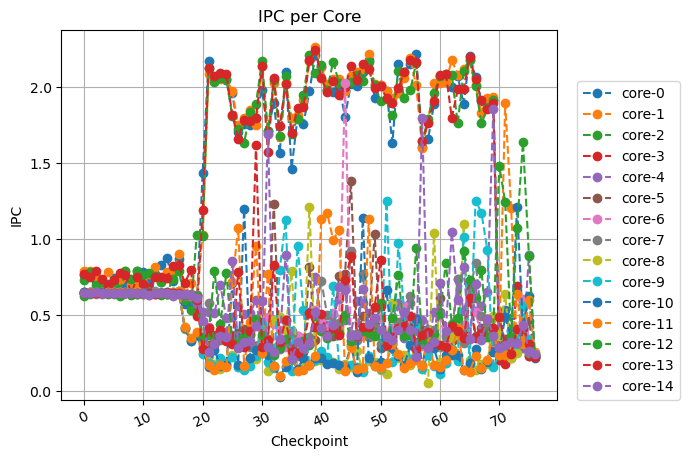 IPC per Core
IPC
2.0
1.5
1.0
0.5
0.0
0
10
20
30
40
50
60
70
Checkpoint
core-0
core-1
core-2
core-3
core-4
core-5
core-6
core-7
core-8
core-9
core-10
core-11
core-12
core-13
core-14